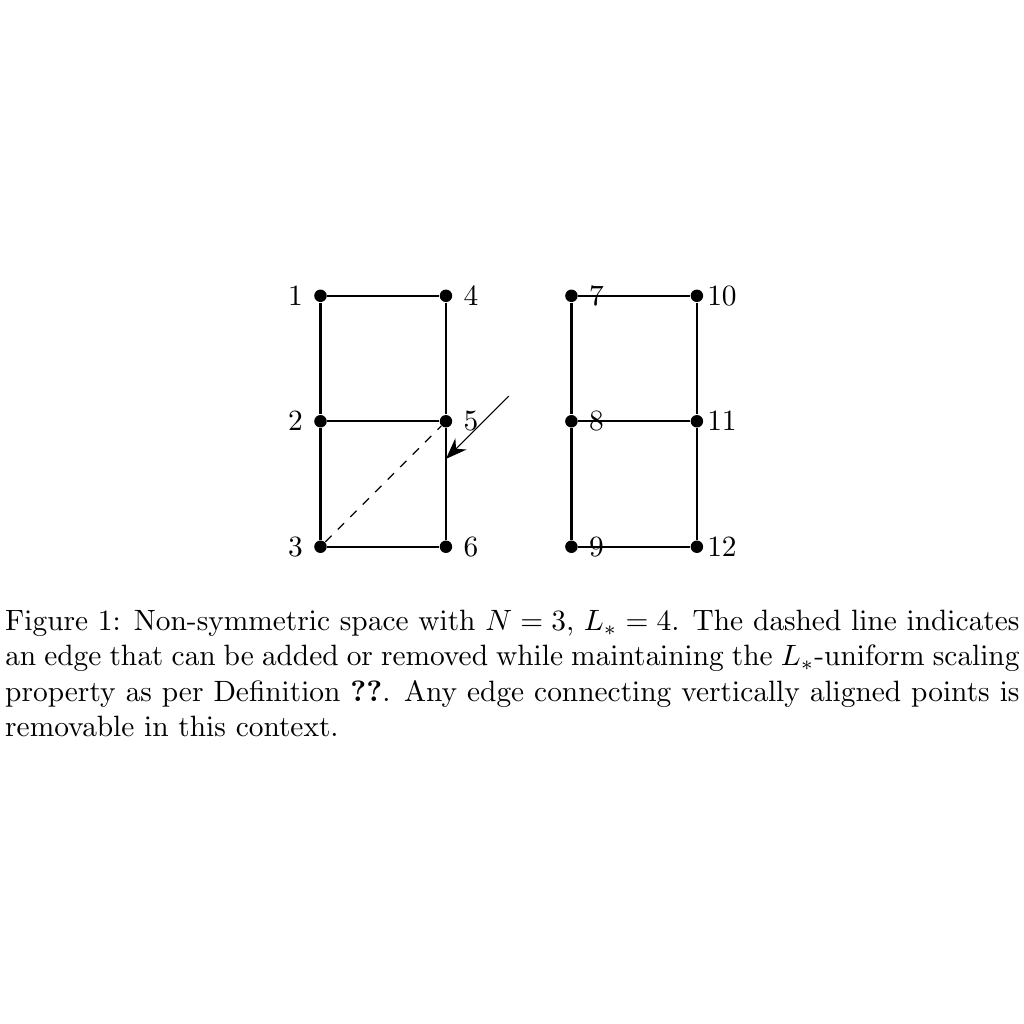 1 4 7 10
2 5 8 11
3 6 9 12
Figure 1: Non-symmetric space with N = 3, L∗ = 4. The dashed line indicates
an edge that can be added or removed while maintaining the L∗-uniform scaling
property as per Definition ??. Any edge connecting vertically aligned points is
removable in this context.